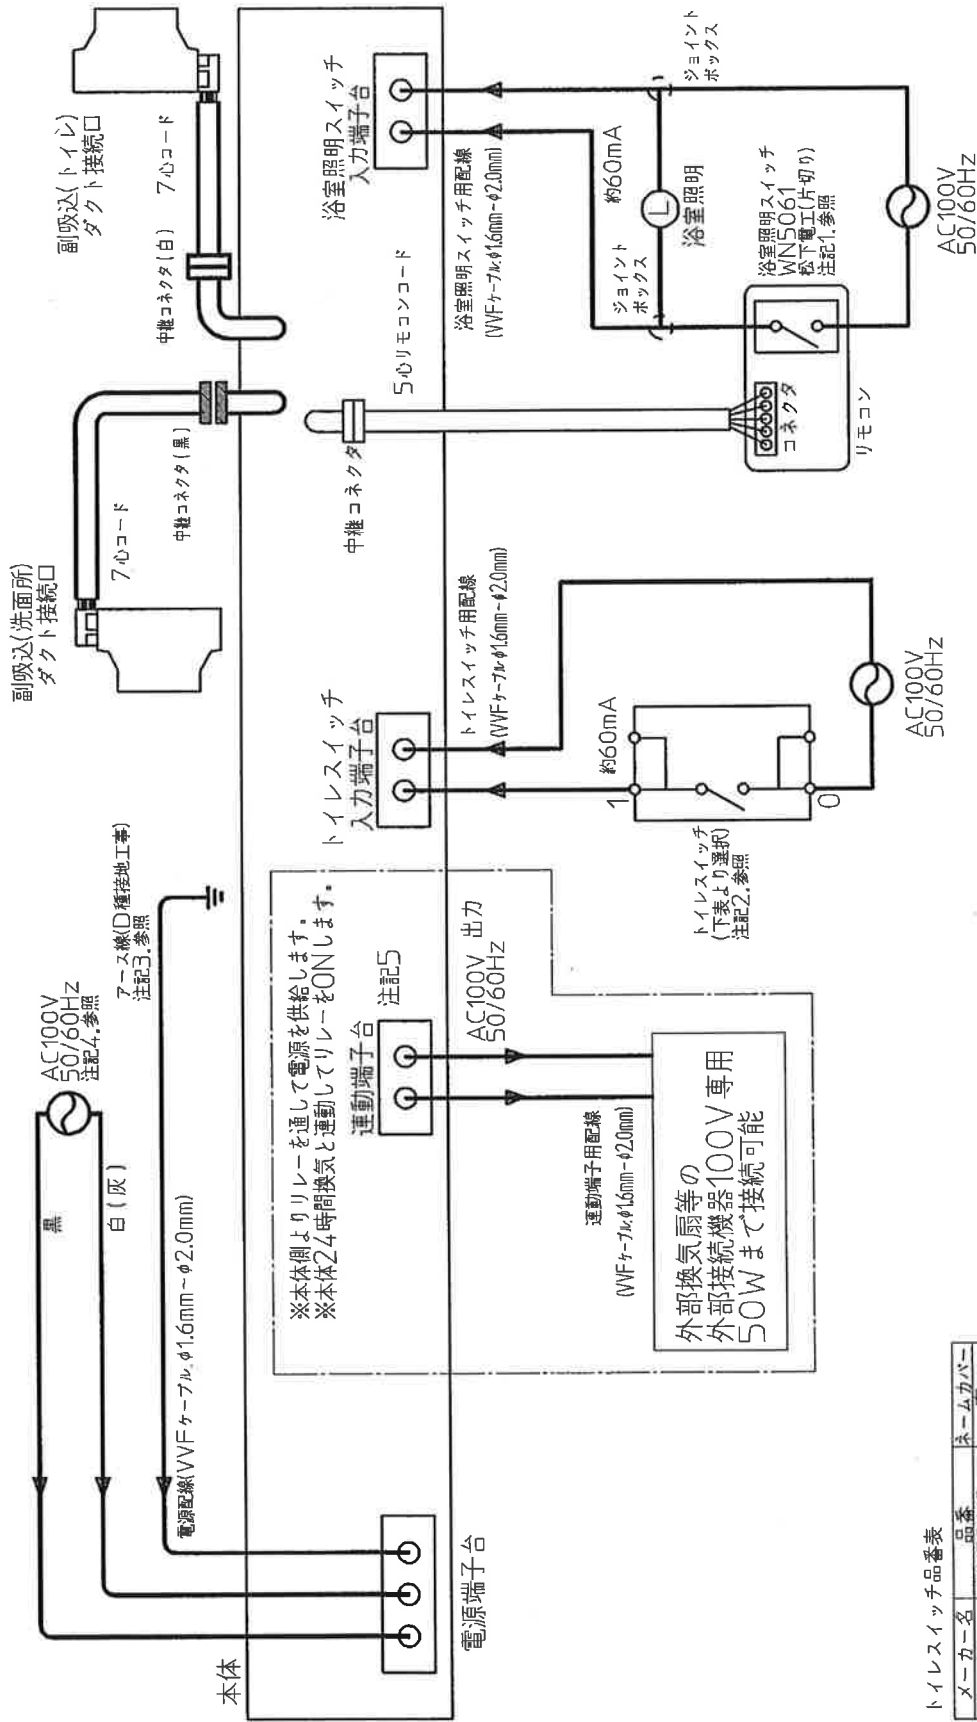 本体
電源端子台
黒
白(灰)
AC100V
50/60Hz
注記4.参照
アース線(D種接地工事)
注記3.参照
電源配線(VVFケーブル.φ1.6mm~φ2.0mm)
※本体側よりリレーを通して電源を供給します。
※本体24時間換気と連動してリレーをONします。
連動端子台
注記5
AC100V 出力
50/60Hz
連動端子用配線
(VVFケーブル.φ1.6mm~φ2.0mm)
外部換気扇等の
外部接続機器100V専用
50Wまで接続可能
副吸込(洗面所)
ダクト接続口
7心コード
中継コネクタ(黒)
トイレスイッチ
入力端子台
トイレスイッチ用配線
(VVFケーブル.φ1.6mm~φ2.0mm)
約60mA
1
0
トイレスイッチ
(下表より選択)
注記2.参照
AC100V
50/60Hz
副吸込(トイレ)
ダクト接続口
7心コード
中継コネクタ(白)
中継コネクタ
5心リモコンコード
浴室照明スイッチ
入力端子台
浴室照明スイッチ用配線
(VVFケーブル.φ1.6mm~φ2.0mm)
約60mA
ジョイント
ボックス
ジョイント
ボックス
L
浴室照明
浴室照明スイッチ
WN5061
松下電工(片切り)
注記1.参照
コネクタ
リモコン
AC100V
50/60Hz
トイレスイッチ品番表
メーカー名 品番 ネームカバー